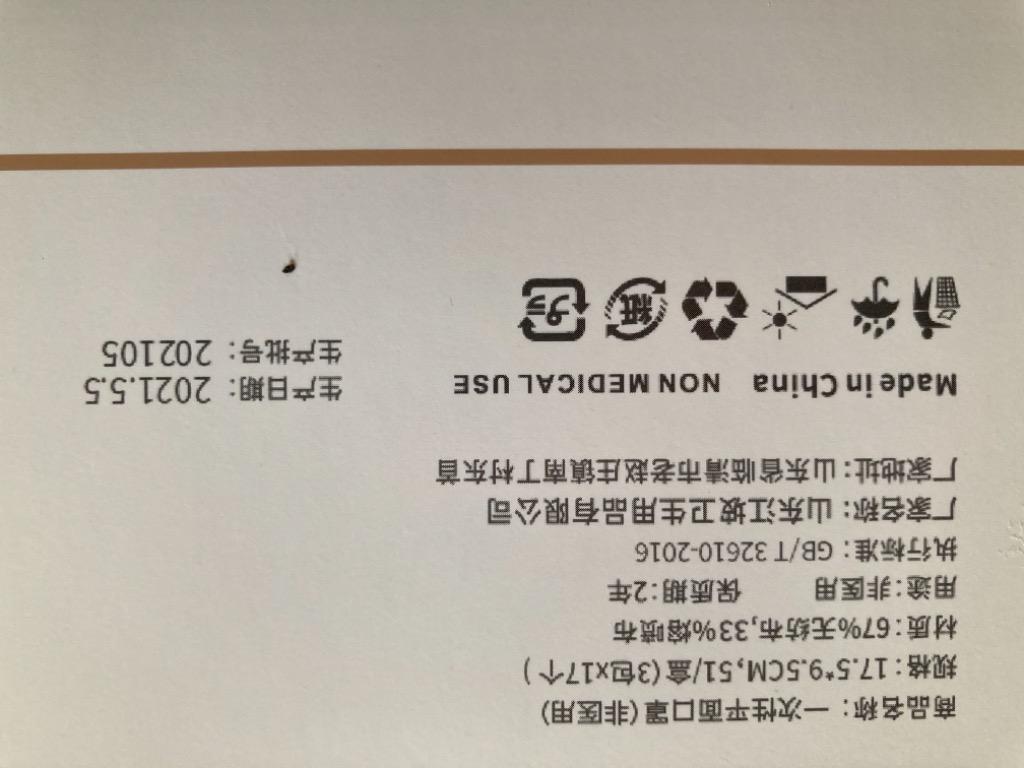 商品名称：一次性平面口罩（非医用）
规格：17.5*9.5CM,51/盒（3包x17个）
材质：67%无纺布,33%熔喷布
用途：非医用 保质期：2年
执行标准：GB/T 32610-2016
厂家名称：山东江坡卫生用品有限公司
厂家地址：山东省临清市老赵庄镇南丁村东首
Made in China NON MEDICAL USE
生产日期：2021.5.5
生产批号：202105
紙
プラ